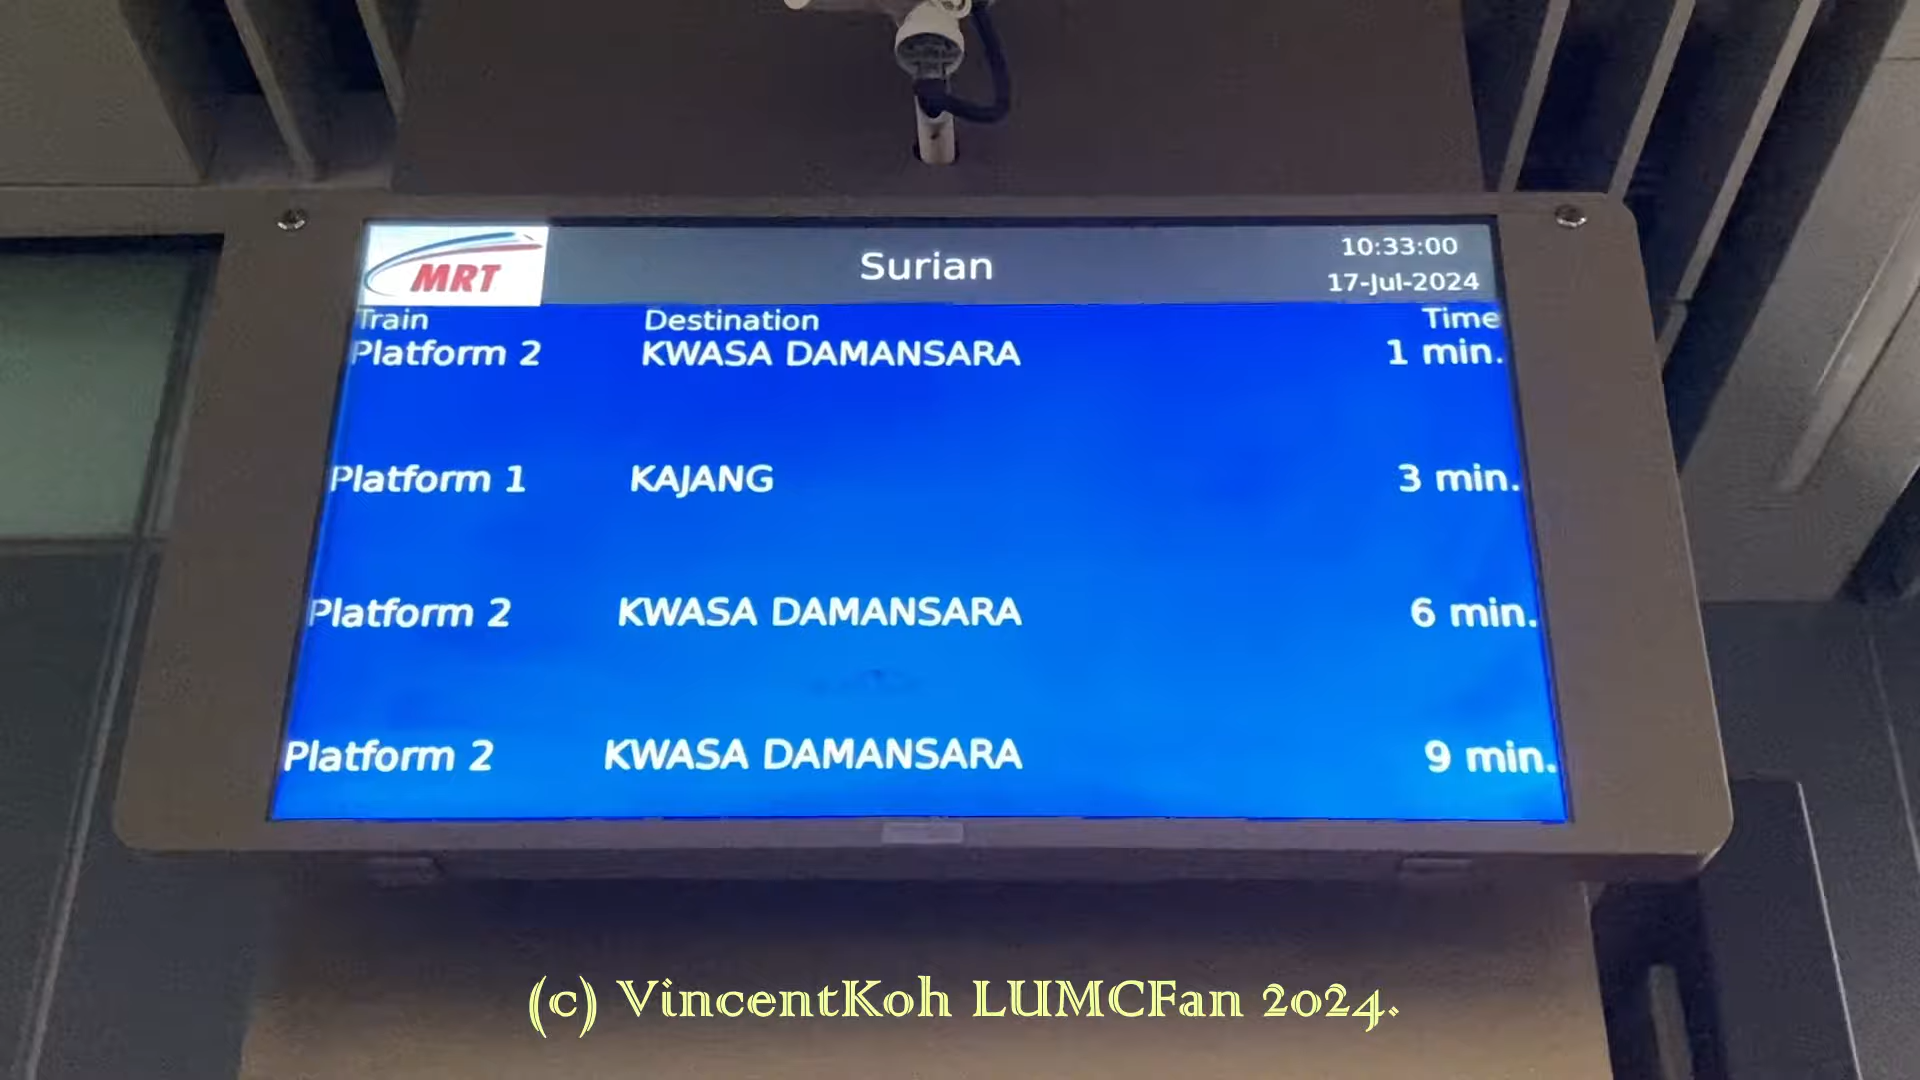 MRT
Surian
10:33:00
17-Jul-2024
Train Destination Time
Platform 2 KWASA DAMANSARA 1 min.
Platform 1 KAJANG 3 min.
Platform 2 KWASA DAMANSARA 6 min.
Platform 2 KWASA DAMANSARA 9 min.
(c) VincentKoh LUMCFan 2024.